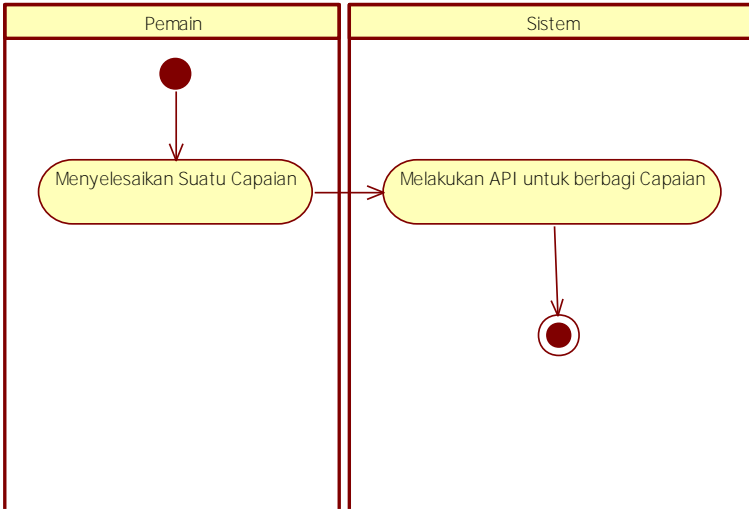 Pemain
Sistem
Menyelesaikan Suatu Capaian
Melakukan API untuk berbagi Capaian